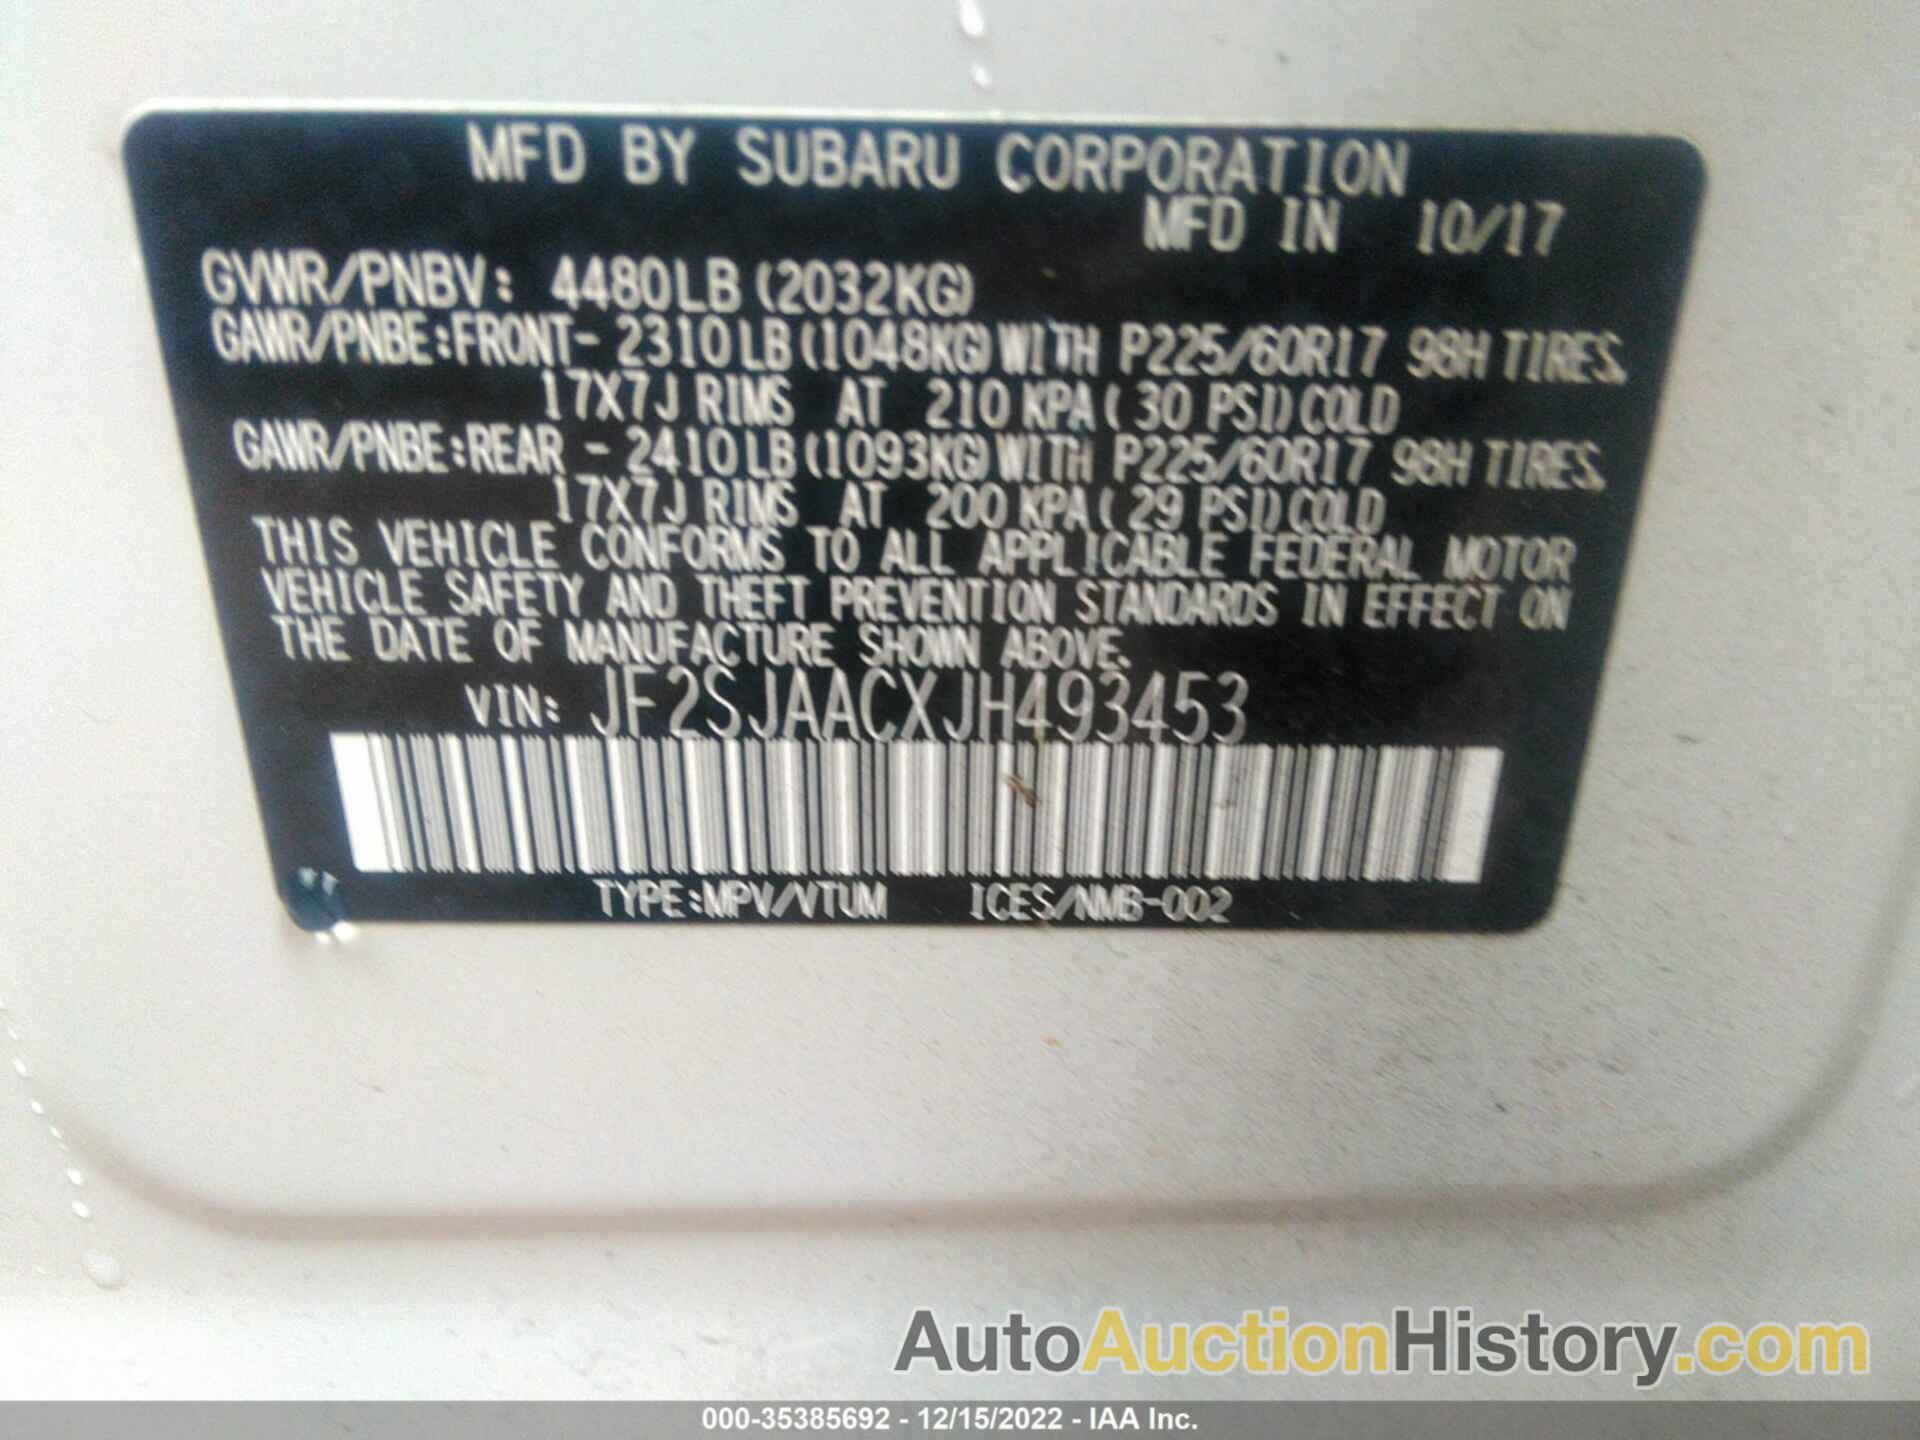 MFD BY SUBARU CORPORATION
MFD IN 10/17
GVWR/PNBV: 4480LB (2032KG)
GAWR/PNBE:FRONT- 2310LB (1048KG) WITH P225/60R17 98H TIRES.
17X7J RIMS AT 210 KPA ( 30 PSI) COLD
GAWR/PNBE:REAR - 2410LB (1093KG) WITH P225/60R17 98H TIRES.
17X7J RIMS AT 200 KPA ( 29 PSI) COLD
THIS VEHICLE CONFORMS TO ALL APPLICABLE FEDERAL MOTOR
VEHICLE SAFETY AND THEFT PREVENTION STANDARDS IN EFFECT ON
THE DATE OF MANUFACTURE SHOWN ABOVE.
VIN: JF2SJAACXJH493453
TYPE:MPV/VTUM ICES/NMB-002
AutoAuctionHistory.com
000-35385692 - 12/15/2022 - IAA Inc.